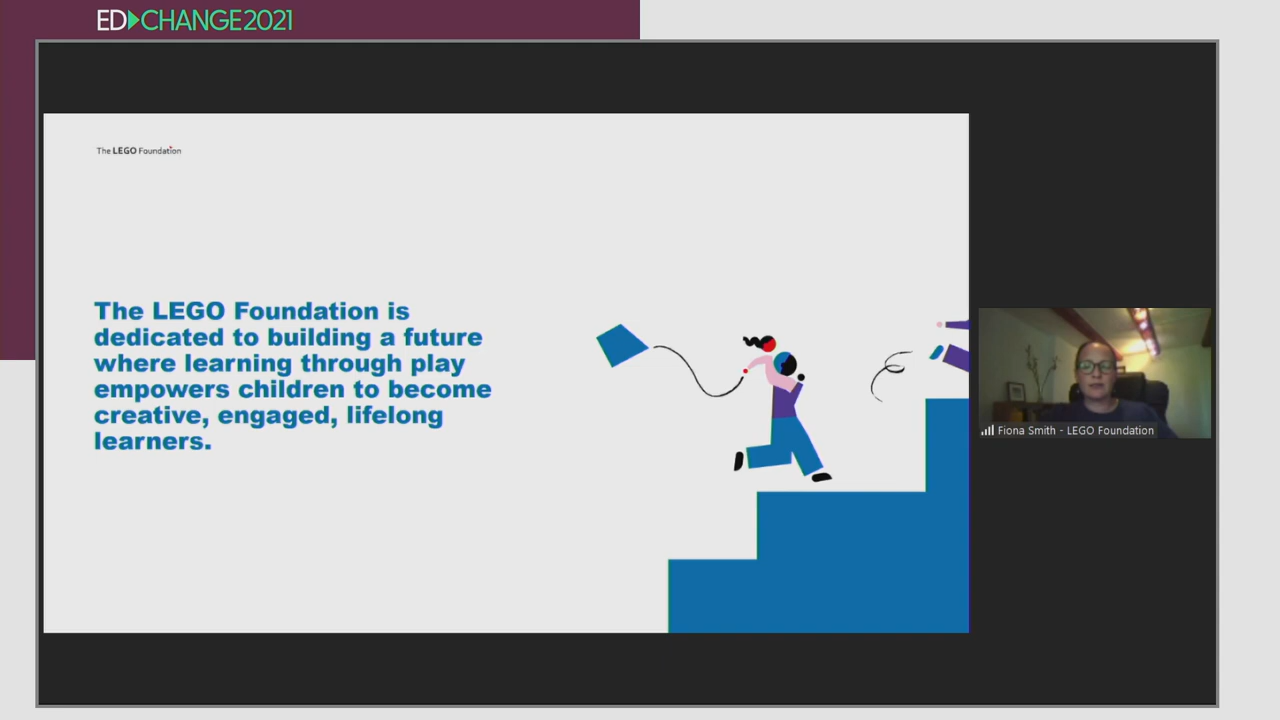 ED CHANGE2021
The LEGO Foundation
The LEGO Foundation is
dedicated to building a future
where learning through play
empowers children to become
creative, engaged, lifelong
learners.
Fiona Smith - LEGO Foundation